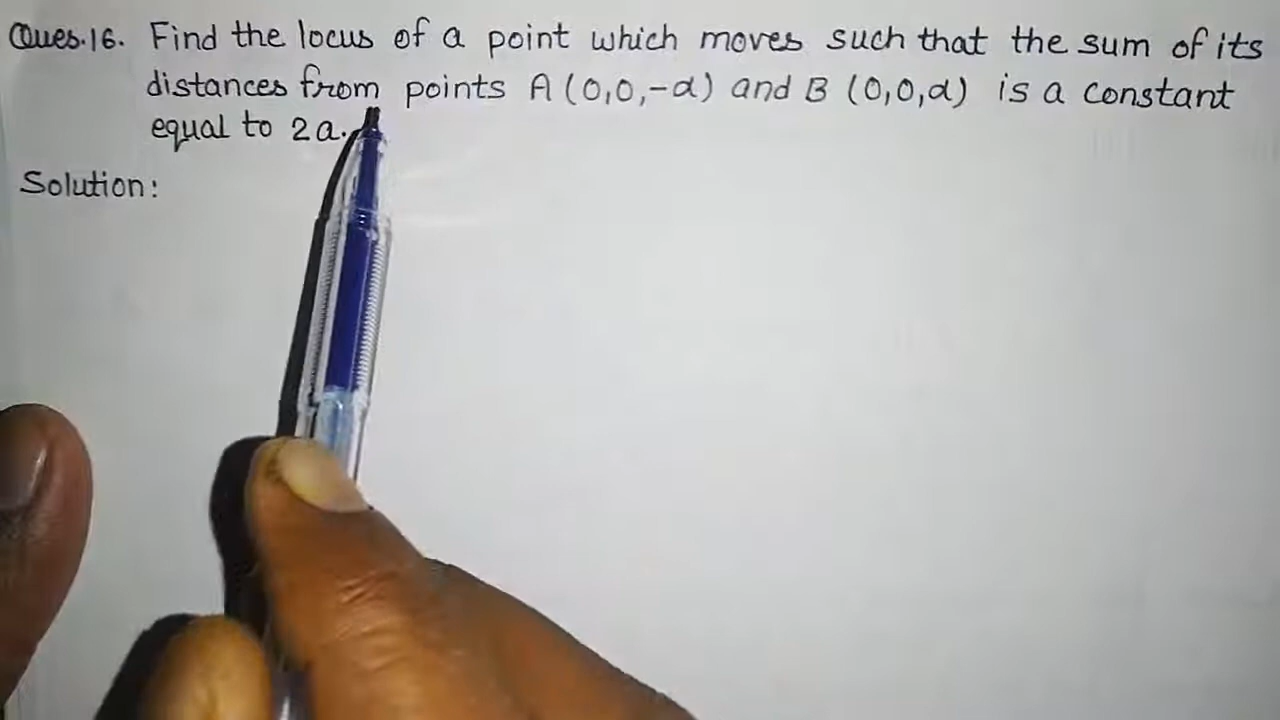 Ques.16. Find the locus of a point which moves such that the sum of its
distances from points A (0,0,-α) and B (0,0,α) is a constant
equal to 2a.
Solution: